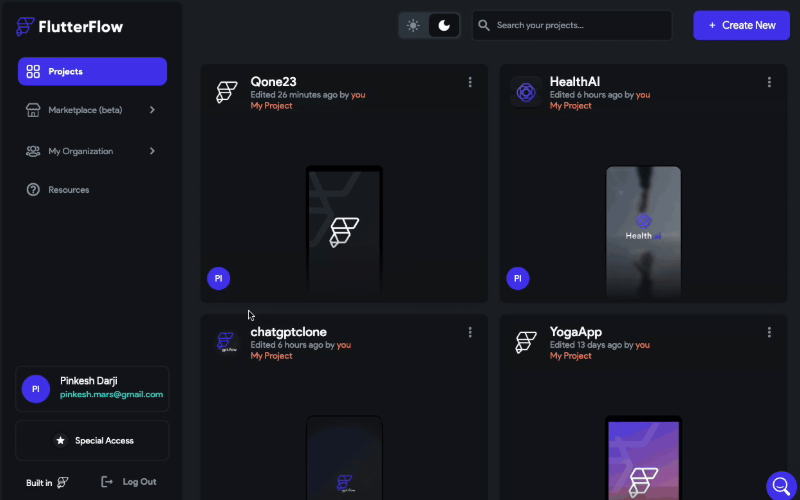 FlutterFlow
Search your projects...
+ Create New
Projects
Marketplace (beta)
My Organization
Resources
Qone23
Edited 26 minutes ago by you
My Project
PI
HealthAI
Edited 6 hours ago by you
My Project
Health AI
PI
chatgptclone
Edited 6 hours ago by you
My Project
YogaApp
Edited 13 days ago by you
My Project
PI
Pinkesh Darji
pinkesh.mars@gmail.com
Special Access
Built in
Log Out